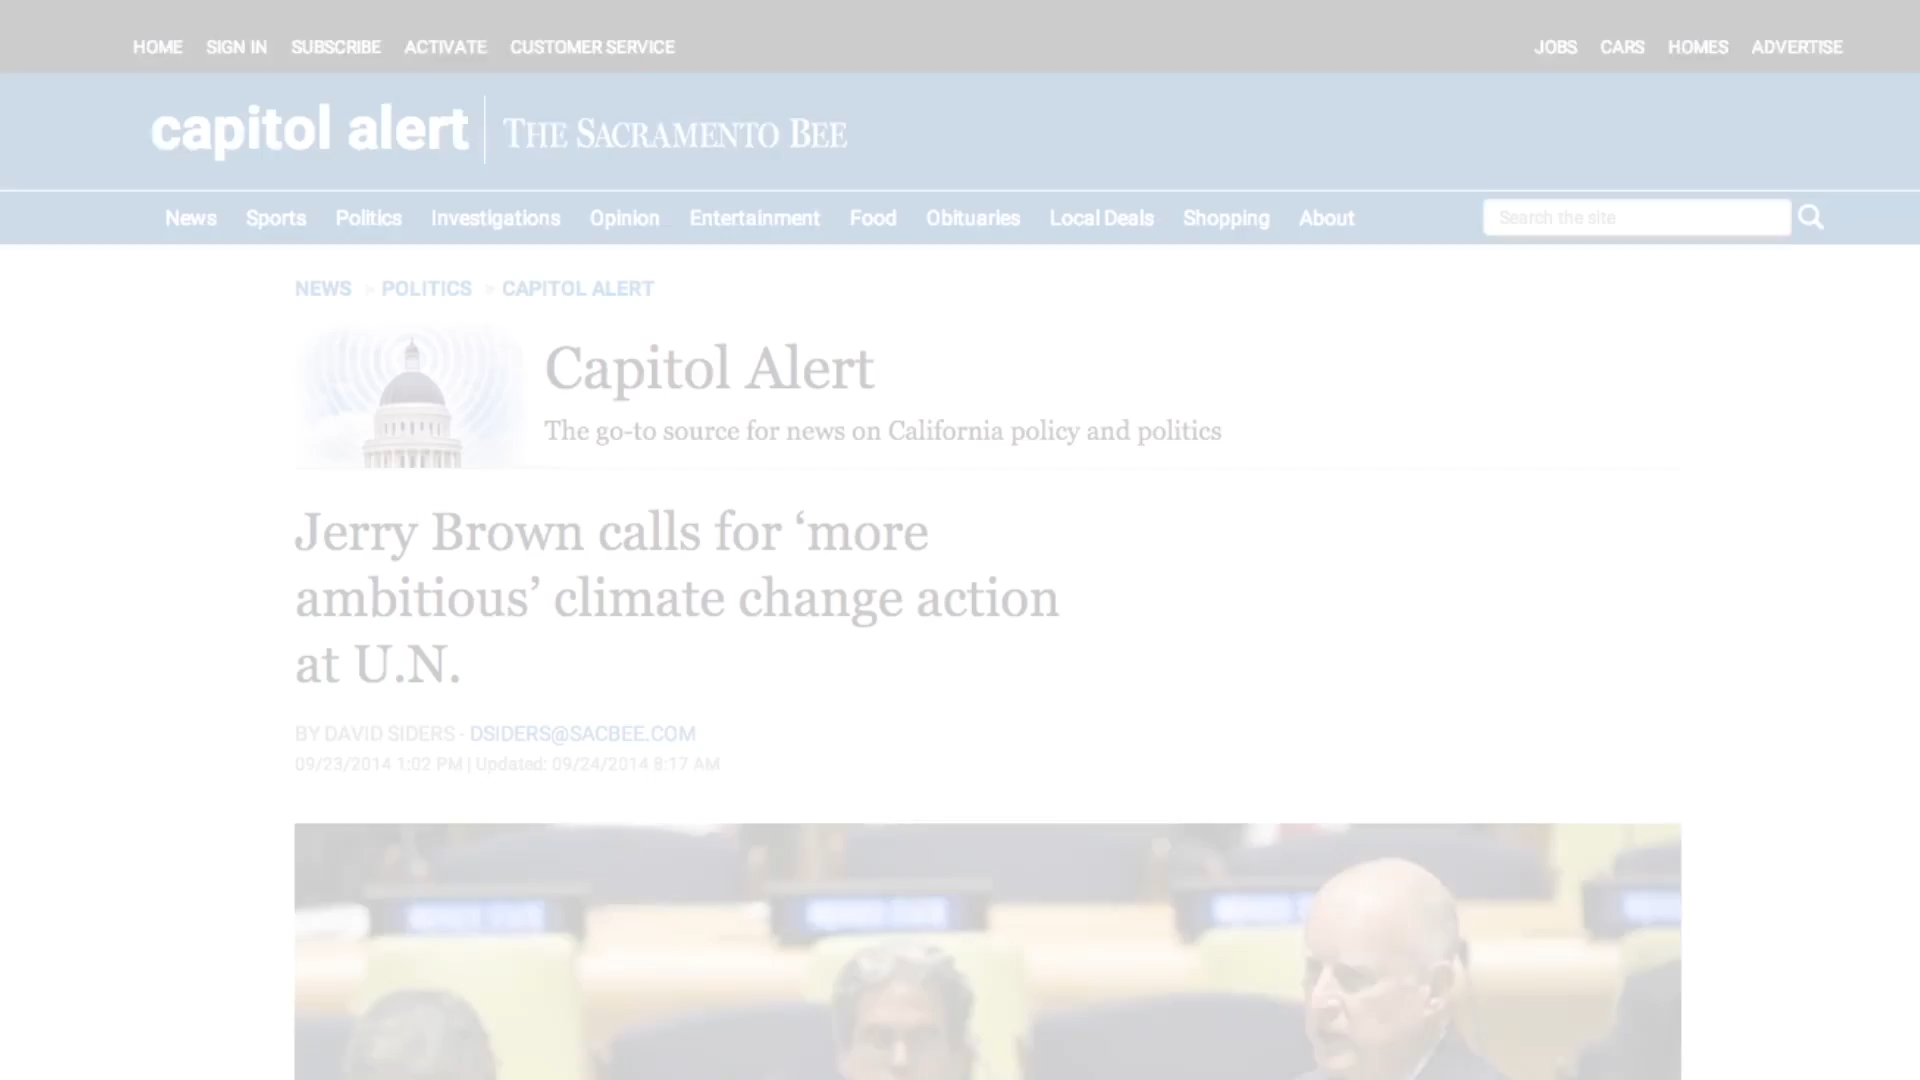 HOME SIGN IN SUBSCRIBE ACTIVATE CUSTOMER SERVICE JOBS CARS HOMES ADVERTISE
capitol alert THE SACRAMENTO BEE
News Sports Politics Investigations Opinion Entertainment Food Obituaries Local Deals Shopping About Search the site
NEWS POLITICS CAPITOL ALERT
Capitol Alert
The go-to source for news on California policy and politics
Jerry Brown calls for ‘more
ambitious’ climate change action
at U.N.
BY DAVID SIDERS - DSIDERS@SACBEE.COM
09/23/2014 1:02 PM | Updated: 09/24/2014 8:17 AM